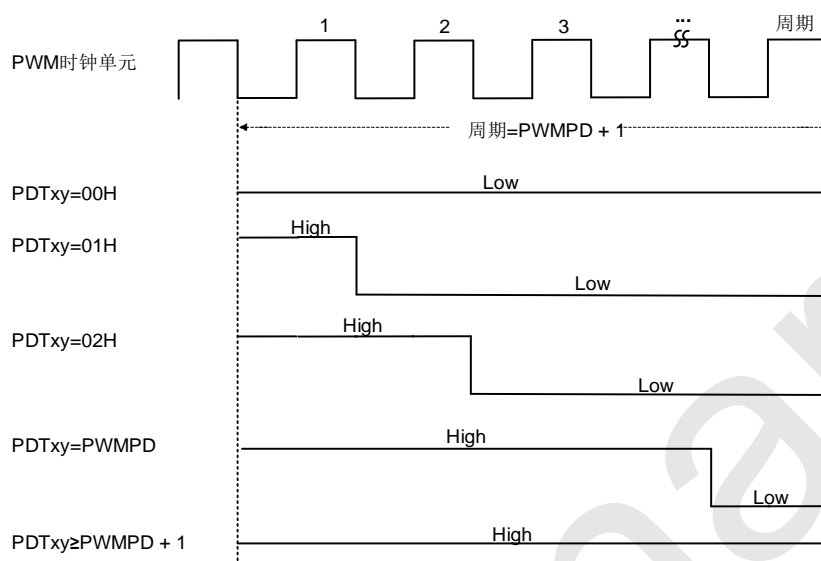 1 2 3 ... 周期
PWM时钟单元
周期=PWMPD + 1
PDTxy=00H Low
PDTxy=01H High
Low
PDTxy=02H High
Low
PDTxy=PWMPD High
Low
PDTxy≥PWMPD + 1 High